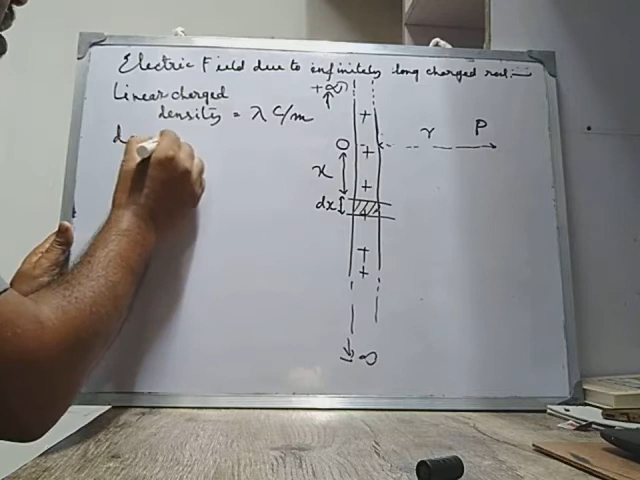 Electric Field due to infinitely long charged rod:—
Linear charged
density = λ C/m
+∞
+
O
+
r
P
x
+
dx
+
+
+
-∞